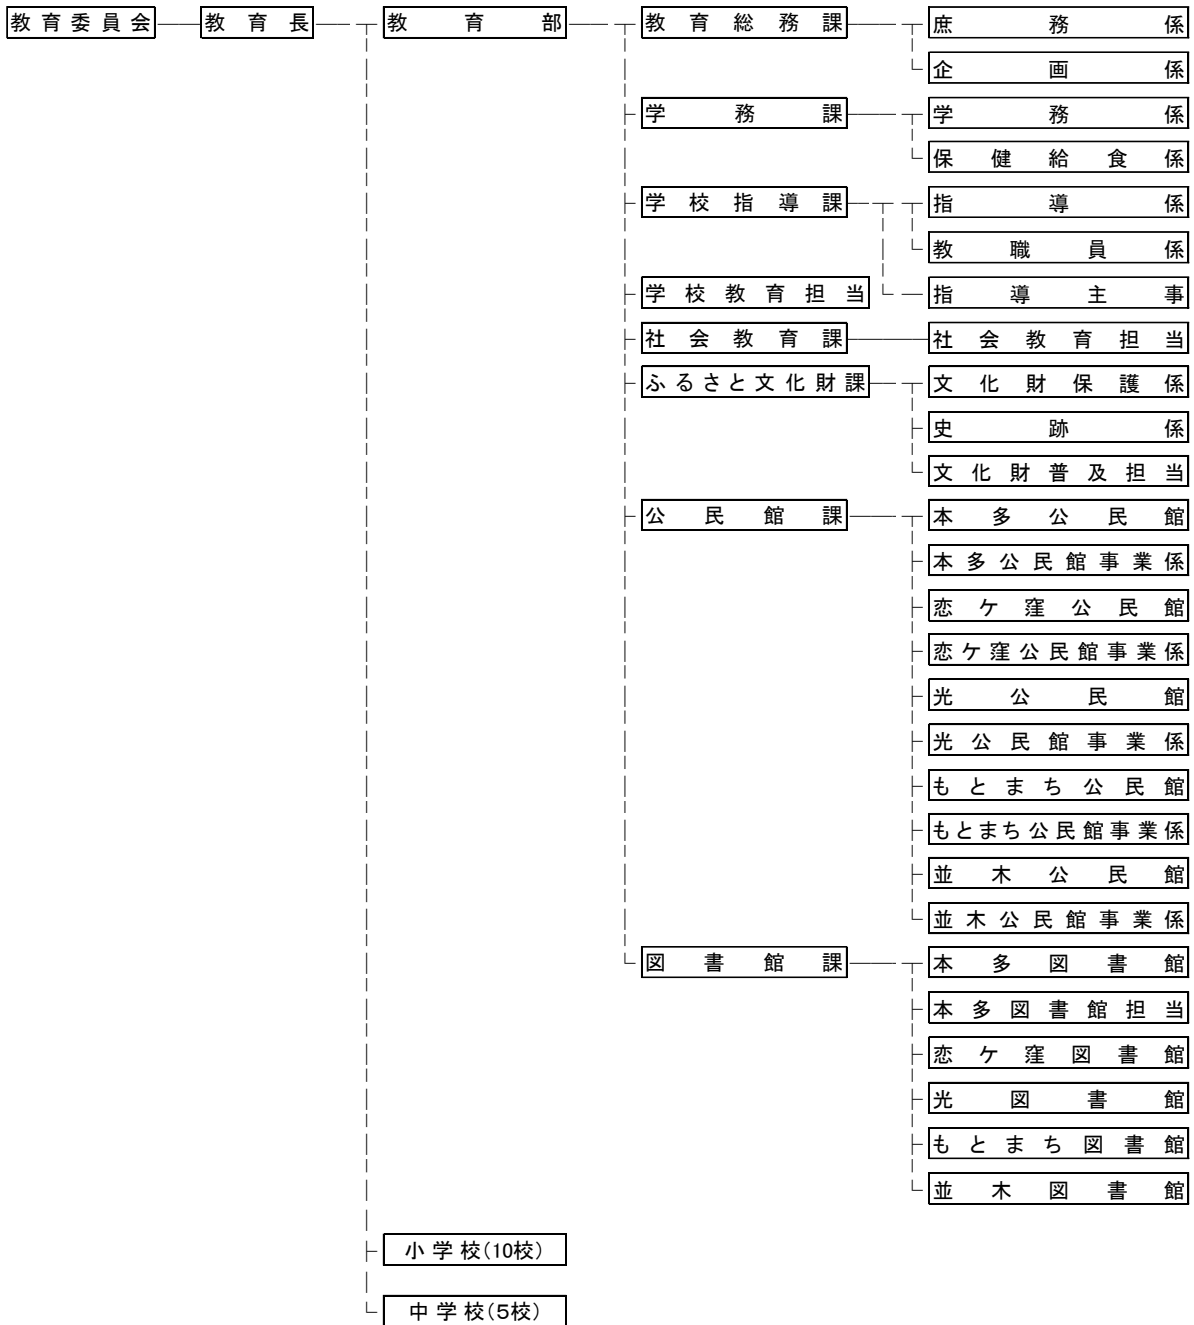 教育委員会 教育長 教育部 教育総務課 庶務係
企画係
学務課 学務係
保健給食係
学校指導課 指導係
教職員係
学校教育担当 指導主事
社会教育課 社会教育担当
ふるさと文化財課 文化財保護係
史跡係
文化財普及担当
公民館課 本多公民館
本多公民館事業係
恋ケ窪公民館
恋ケ窪公民館事業係
光公民館
光公民館事業係
もとまち公民館
もとまち公民館事業係
並木公民館
並木公民館事業係
図書館課 本多図書館
本多図書館担当
恋ケ窪図書館
光図書館
もとまち図書館
並木図書館
小学校(10校)
中学校(5校)